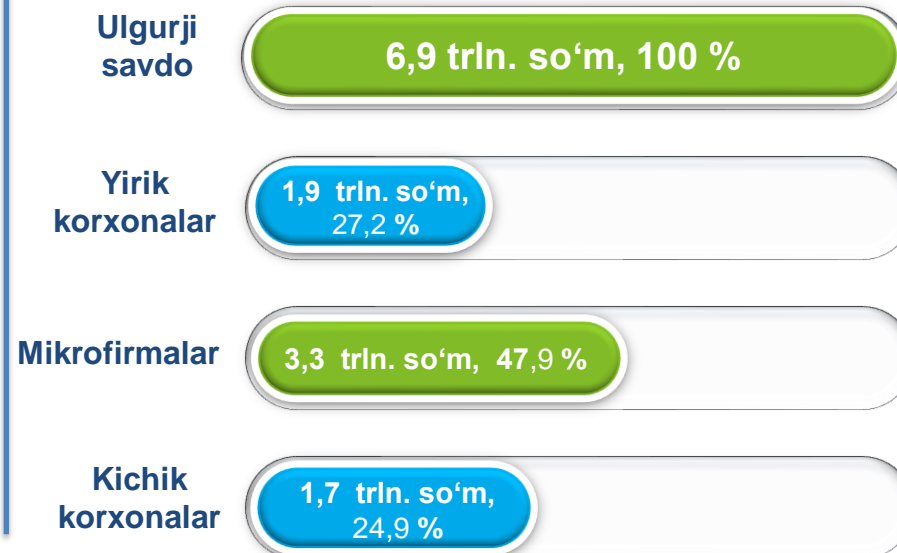 Ulgurji
savdo
6,9 trln. so‘m, 100 %
Yirik
korxonalar
1,9 trln. so‘m,
27,2 %
Mikrofirmalar
3,3 trln. so‘m, 47,9 %
Kichik
korxonalar
1,7 trln. so‘m,
24,9 %